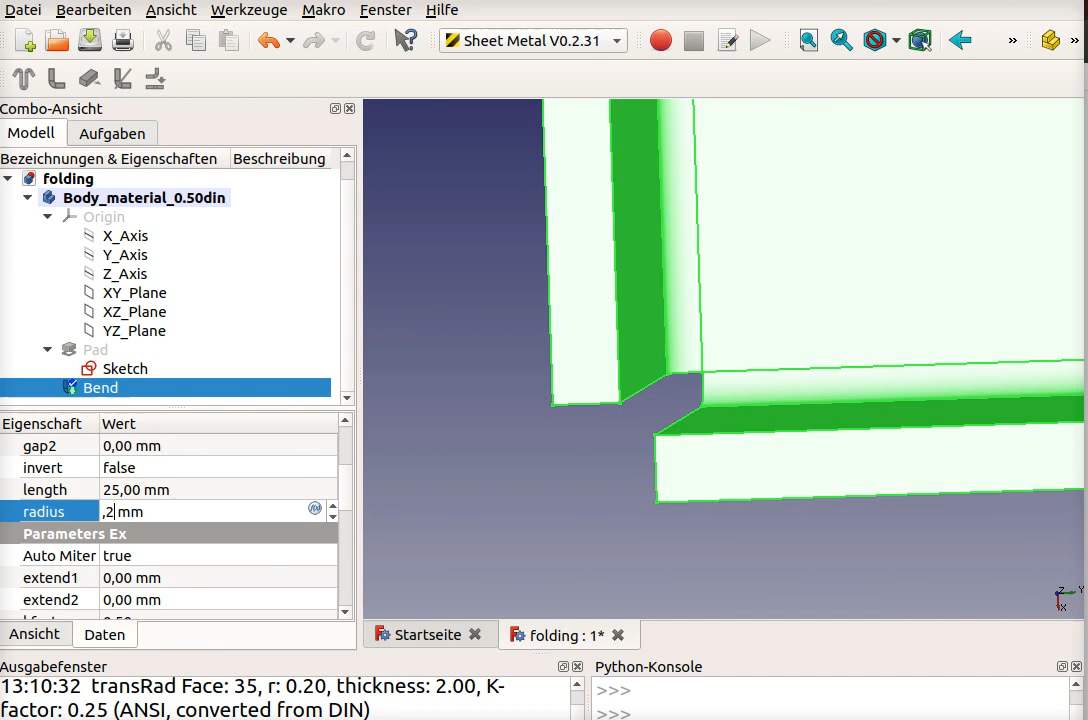 Datei Bearbeiten Ansicht Werkzeuge Makro Fenster Hilfe
Sheet Metal V0.2.31
»
»
Combo-Ansicht
Modell Aufgaben
Bezeichnungen & Eigenschaften Beschreibung
folding
Body_material_0.50din
Origin
X_Axis
Y_Axis
Z_Axis
XY_Plane
XZ_Plane
YZ_Plane
Pad
Sketch
Bend
Eigenschaft Wert
gap2 0,00 mm
invert false
length 25,00 mm
radius ,2 mm
Parameters Ex
Auto Miter true
extend1 0,00 mm
extend2 0,00 mm
Ansicht Daten
Z Y
X
Startseite folding : 1*
Ausgabefenster
13:10:32 transRad Face: 35, r: 0.20, thickness: 2.00, K-
factor: 0.25 (ANSI, converted from DIN)
Python-Konsole
>>>
>>>